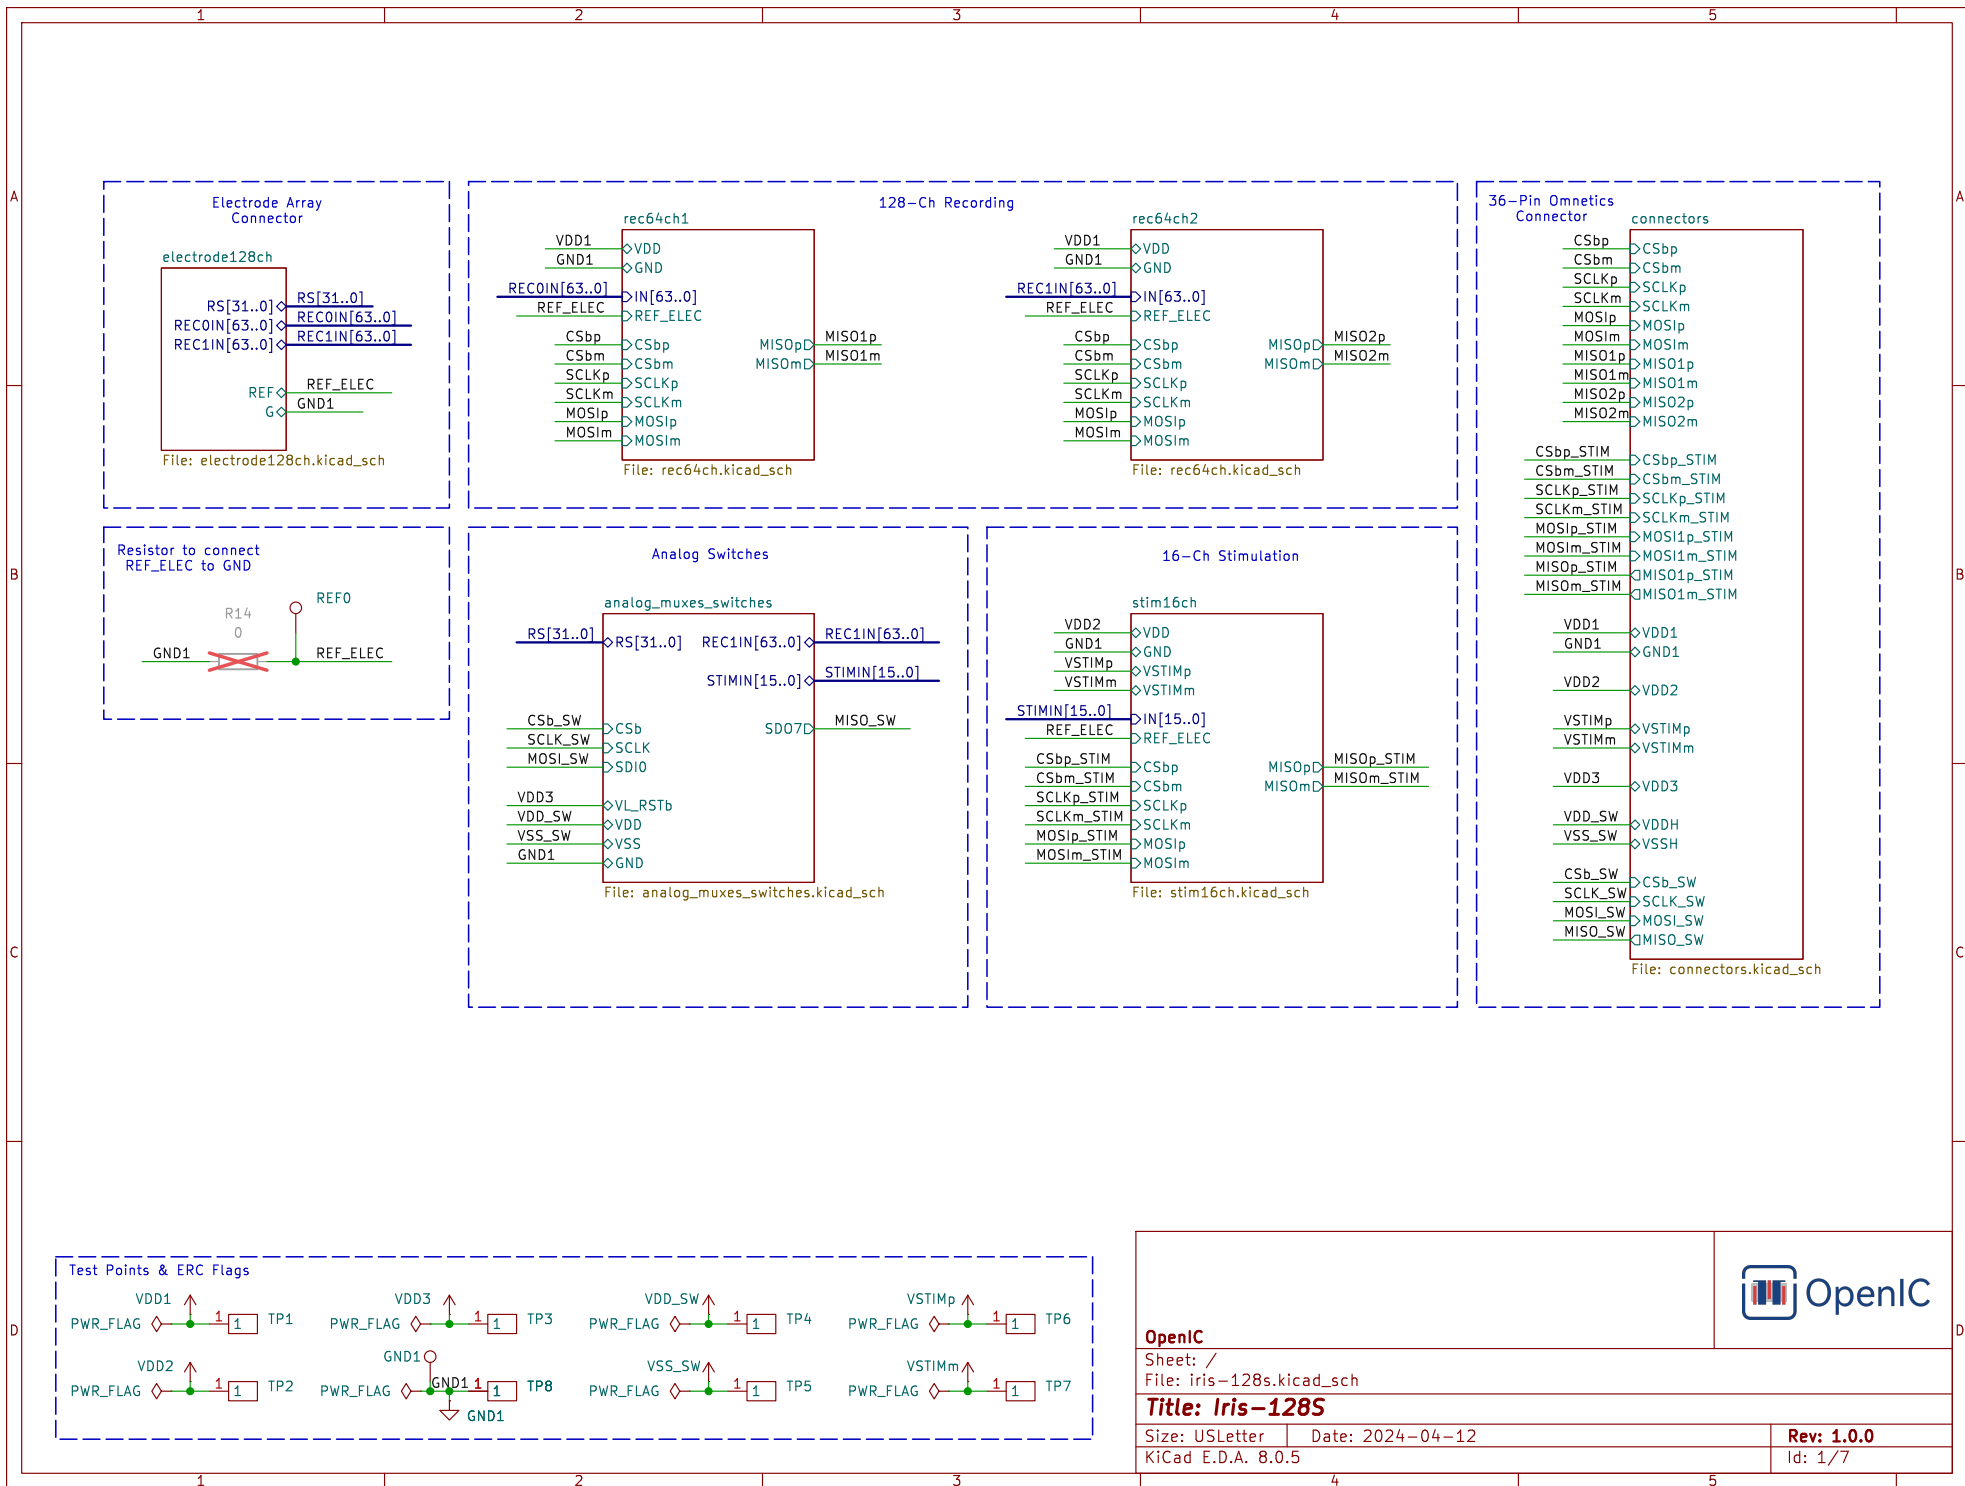 1 2 3 4 5
A A
B B
C C
D D
Electrode Array
Connector
electrode128ch
RS[31..0] RS[31..0]
REC0IN[63..0] REC0IN[63..0]
REC1IN[63..0] REC1IN[63..0]
REF REF_ELEC
G GND1
File: electrode128ch.kicad_sch
128-Ch Recording
rec64ch1
VDD1 VDD
GND1 GND
REC0IN[63..0] IN[63..0]
REF_ELEC REF_ELEC
CSbp CSbp MISOp MISO1p
CSbm CSbm MISOm MISO1m
SCLKp SCLKp
SCLKm SCLKm
MOSIp MOSIp
MOSIm MOSIm
File: rec64ch.kicad_sch
rec64ch2
VDD1 VDD
GND1 GND
REC1IN[63..0] IN[63..0]
REF_ELEC REF_ELEC
CSbp CSbp MISOp MISO2p
CSbm CSbm MISOm MISO2m
SCLKp SCLKp
SCLKm SCLKm
MOSIp MOSIp
MOSIm MOSIm
File: rec64ch.kicad_sch
36-Pin Omnetics
Connector
connectors
CSbp CSbp
CSbm CSbm
SCLKp SCLKp
SCLKm SCLKm
MOSIp MOSIp
MOSIm MOSIm
MISO1p MISO1p
MISO1m MISO1m
MISO2p MISO2p
MISO2m MISO2m
CSbp_STIM CSbp_STIM
CSbm_STIM CSbm_STIM
SCLKp_STIM SCLKp_STIM
SCLKm_STIM SCLKm_STIM
MOSIp_STIM MOSI1p_STIM
MOSIm_STIM MOSI1m_STIM
MISOp_STIM MISO1p_STIM
MISOm_STIM MISO1m_STIM
VDD1 VDD1
GND1 GND1
VDD2 VDD2
VSTIMp VSTIMp
VSTIMm VSTIMm
VDD3 VDD3
VDD_SW VDDH
VSS_SW VSSH
CSb_SW CSb_SW
SCLK_SW SCLK_SW
MOSI_SW MOSI_SW
MISO_SW MISO_SW
File: connectors.kicad_sch
Resistor to connect
REF_ELEC to GND
R14
0
REF0
GND1 REF_ELEC
Analog Switches
analog_muxes_switches
RS[31..0] RS[31..0] REC1IN[63..0] REC1IN[63..0]
STIMIN[15..0] STIMIN[15..0]
CSb_SW CSb SDO7 MISO_SW
SCLK_SW SCLK
MOSI_SW SDI0
VDD3 VL_RSTb
VDD_SW VDD
VSS_SW VSS
GND1 GND
File: analog_muxes_switches.kicad_sch
16-Ch Stimulation
stim16ch
VDD2 VDD
GND1 GND
VSTIMp VSTIMp
VSTIMm VSTIMm
STIMIN[15..0] IN[15..0]
REF_ELEC REF_ELEC
CSbp_STIM CSbp MISOp MISOp_STIM
CSbm_STIM CSbm MISOm MISOm_STIM
SCLKp_STIM SCLKp
SCLKm_STIM SCLKm
MOSIp_STIM MOSIp
MOSIm_STIM MOSIm
File: stim16ch.kicad_sch
Test Points & ERC Flags
VDD1 PWR_FLAG 1 1 TP1
VDD3 PWR_FLAG 1 1 TP3
VDD_SW PWR_FLAG 1 1 TP4
VSTIMp PWR_FLAG 1 1 TP6
VDD2 PWR_FLAG 1 1 TP2
GND1 PWR_FLAG GND1 1 1 TP8
GND1
VSS_SW PWR_FLAG 1 1 TP5
VSTIMm PWR_FLAG 1 1 TP7
OpenIC
OpenIC
Sheet: /
File: iris-128s.kicad_sch
Title: Iris-128S
Size: USLetter Date: 2024-04-12 Rev: 1.0.0
KiCad E.D.A. 8.0.5 Id: 1/7
1 2 3 4 5